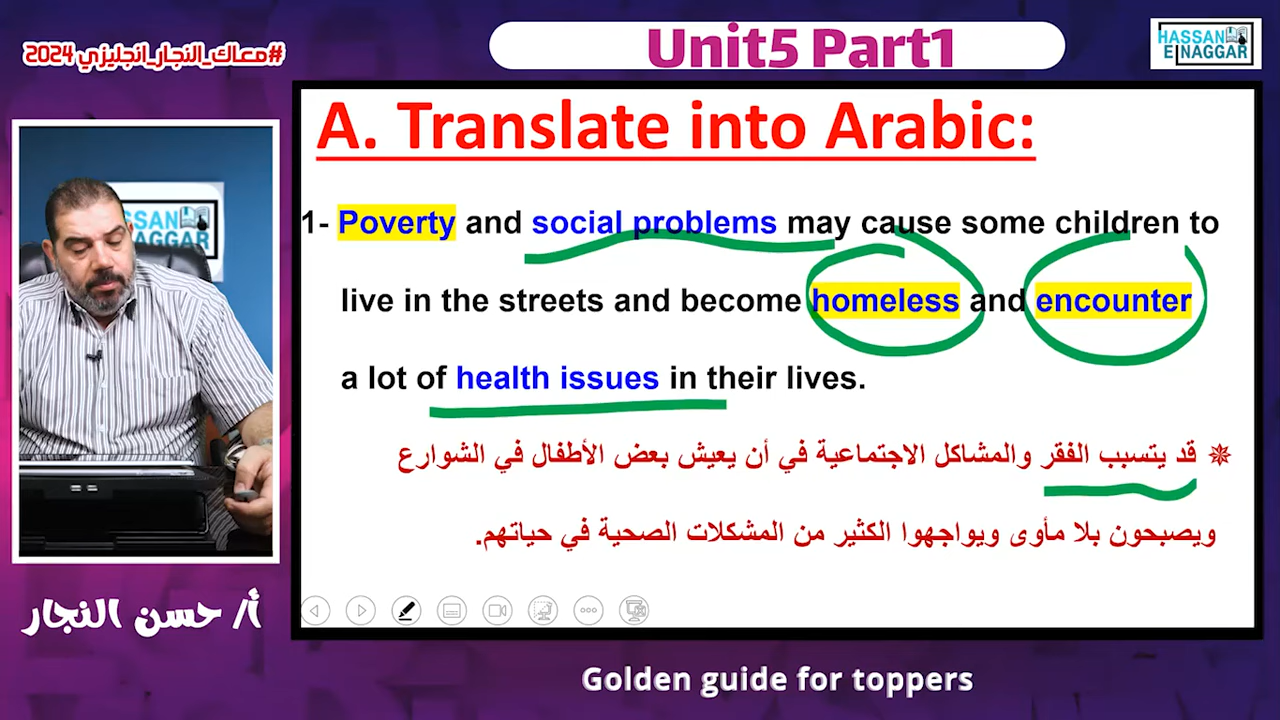 #معاك_النجار_انجليزي 2024
Unit5 Part1
HASSAN
ElNAGGAR
A. Translate into Arabic:
1- Poverty and social problems may cause some children to
live in the streets and become homeless and encounter
a lot of health issues in their lives.
✵ قد يتسبب الفقر والمشاكل الاجتماعية في أن يعيش بعض الأطفال في الشوارع
ويصبحون بلا مأوى ويواجهوا الكثير من المشكلات الصحية في حياتهم.
أ/ حسن النجار
Golden guide for toppers